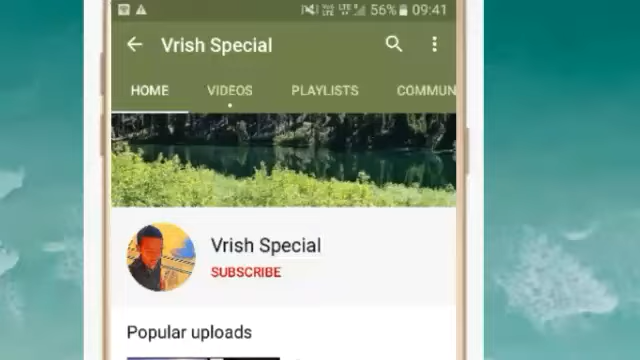 56% 09:41
Vrish Special
HOME VIDEOS PLAYLISTS COMMUN
Vrish Special
SUBSCRIBE
Popular uploads